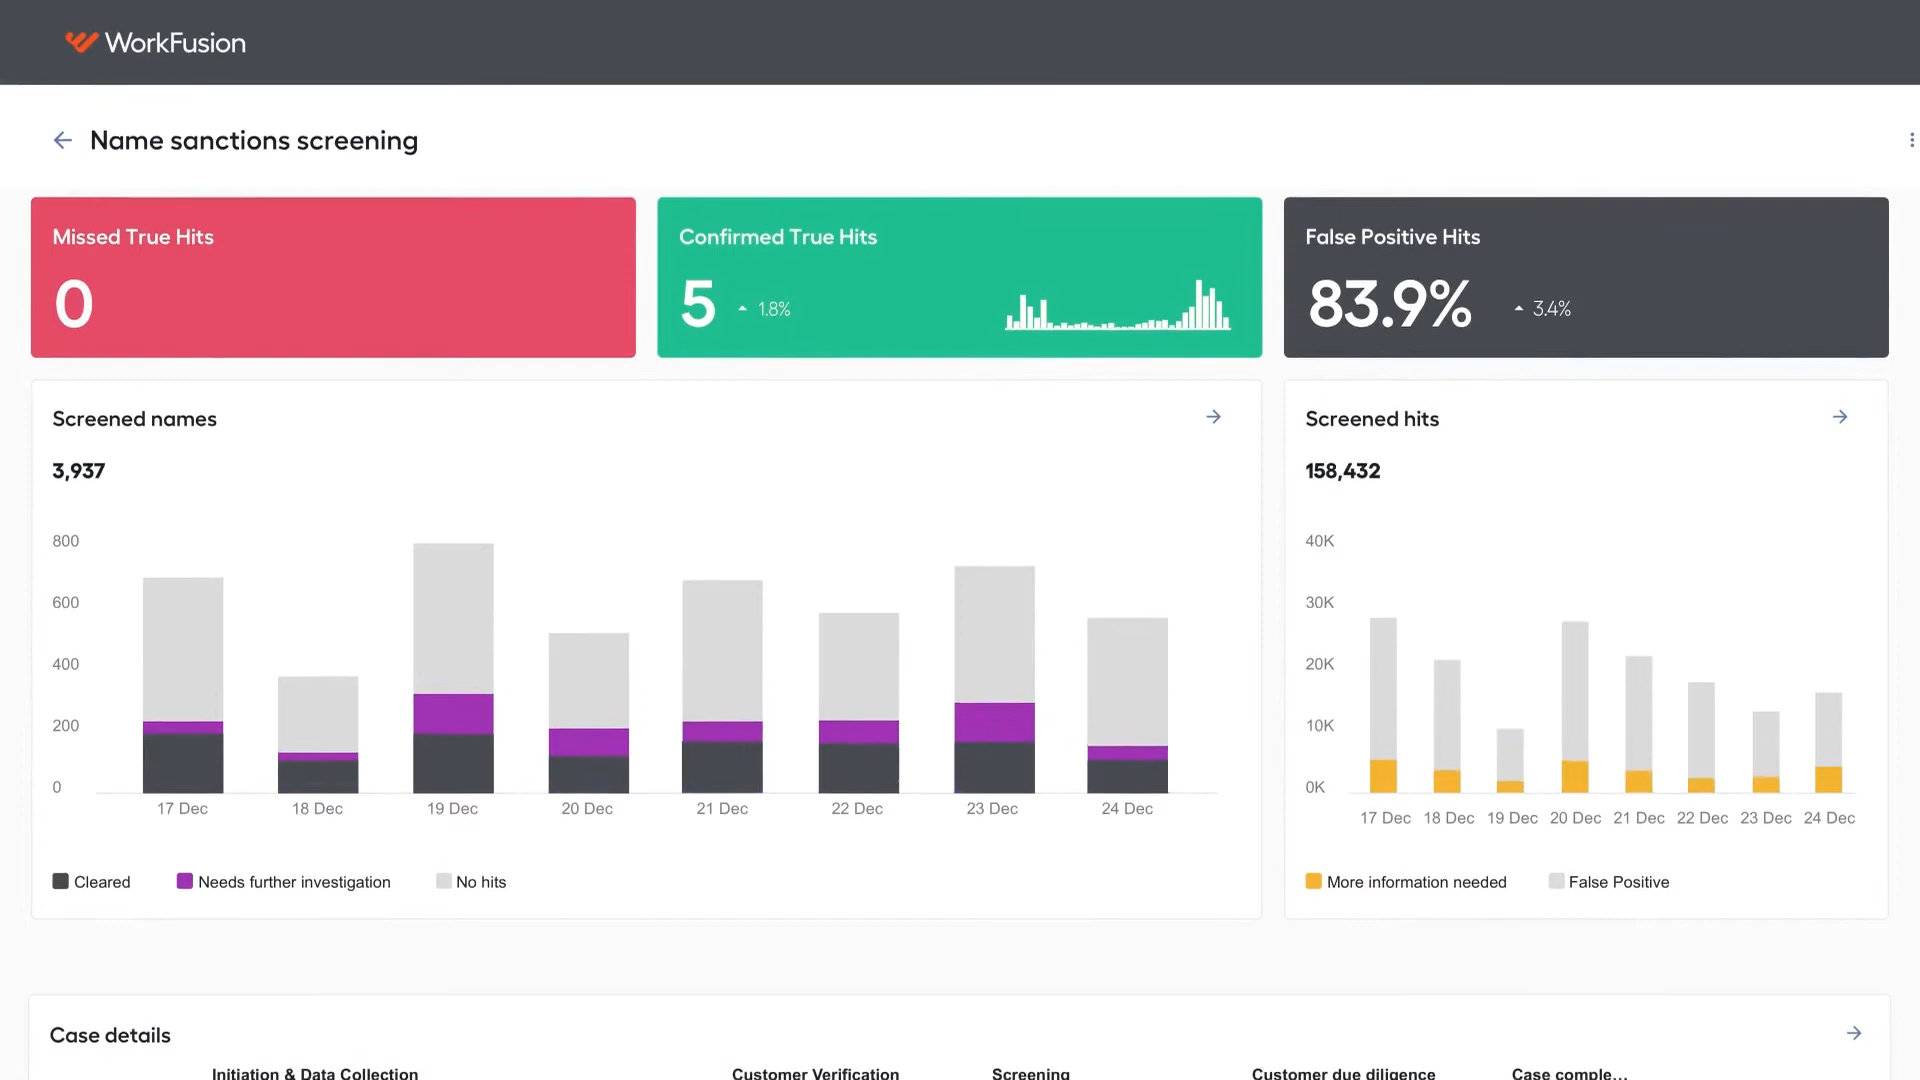 WorkFusion
Name sanctions screening
Missed True Hits
0
Confirmed True Hits
5 1.8%
False Positive Hits
83.9% 3.4%
Screened names
3,937
800
600
400
200
0
17 Dec 18 Dec 19 Dec 20 Dec 21 Dec 22 Dec 23 Dec 24 Dec
Cleared Needs further investigation No hits
Screened hits
158,432
40K
30K
20K
10K
0K
17 Dec 18 Dec 19 Dec 20 Dec 21 Dec 22 Dec 23 Dec 24 Dec
More information needed False Positive
Case details
Initiation & Data Collection Customer Verification Screening Customer due diligence Case comple...